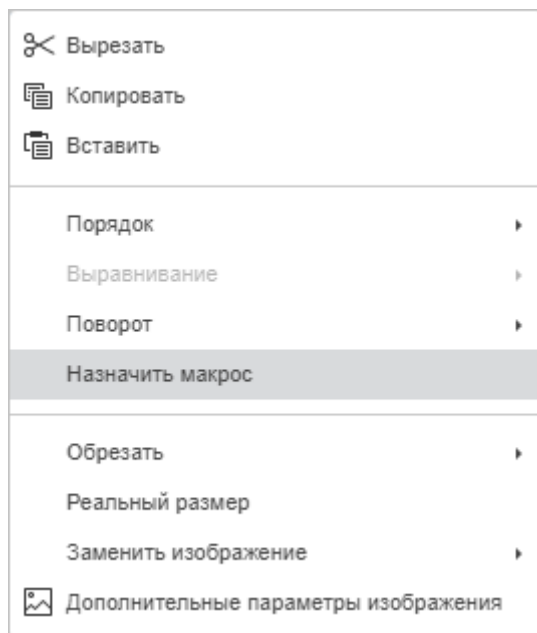 Вырезать
Копировать
Вставить
Порядок
Выравнивание
Поворот
Назначить макрос
Обрезать
Реальный размер
Заменить изображение
Дополнительные параметры изображения